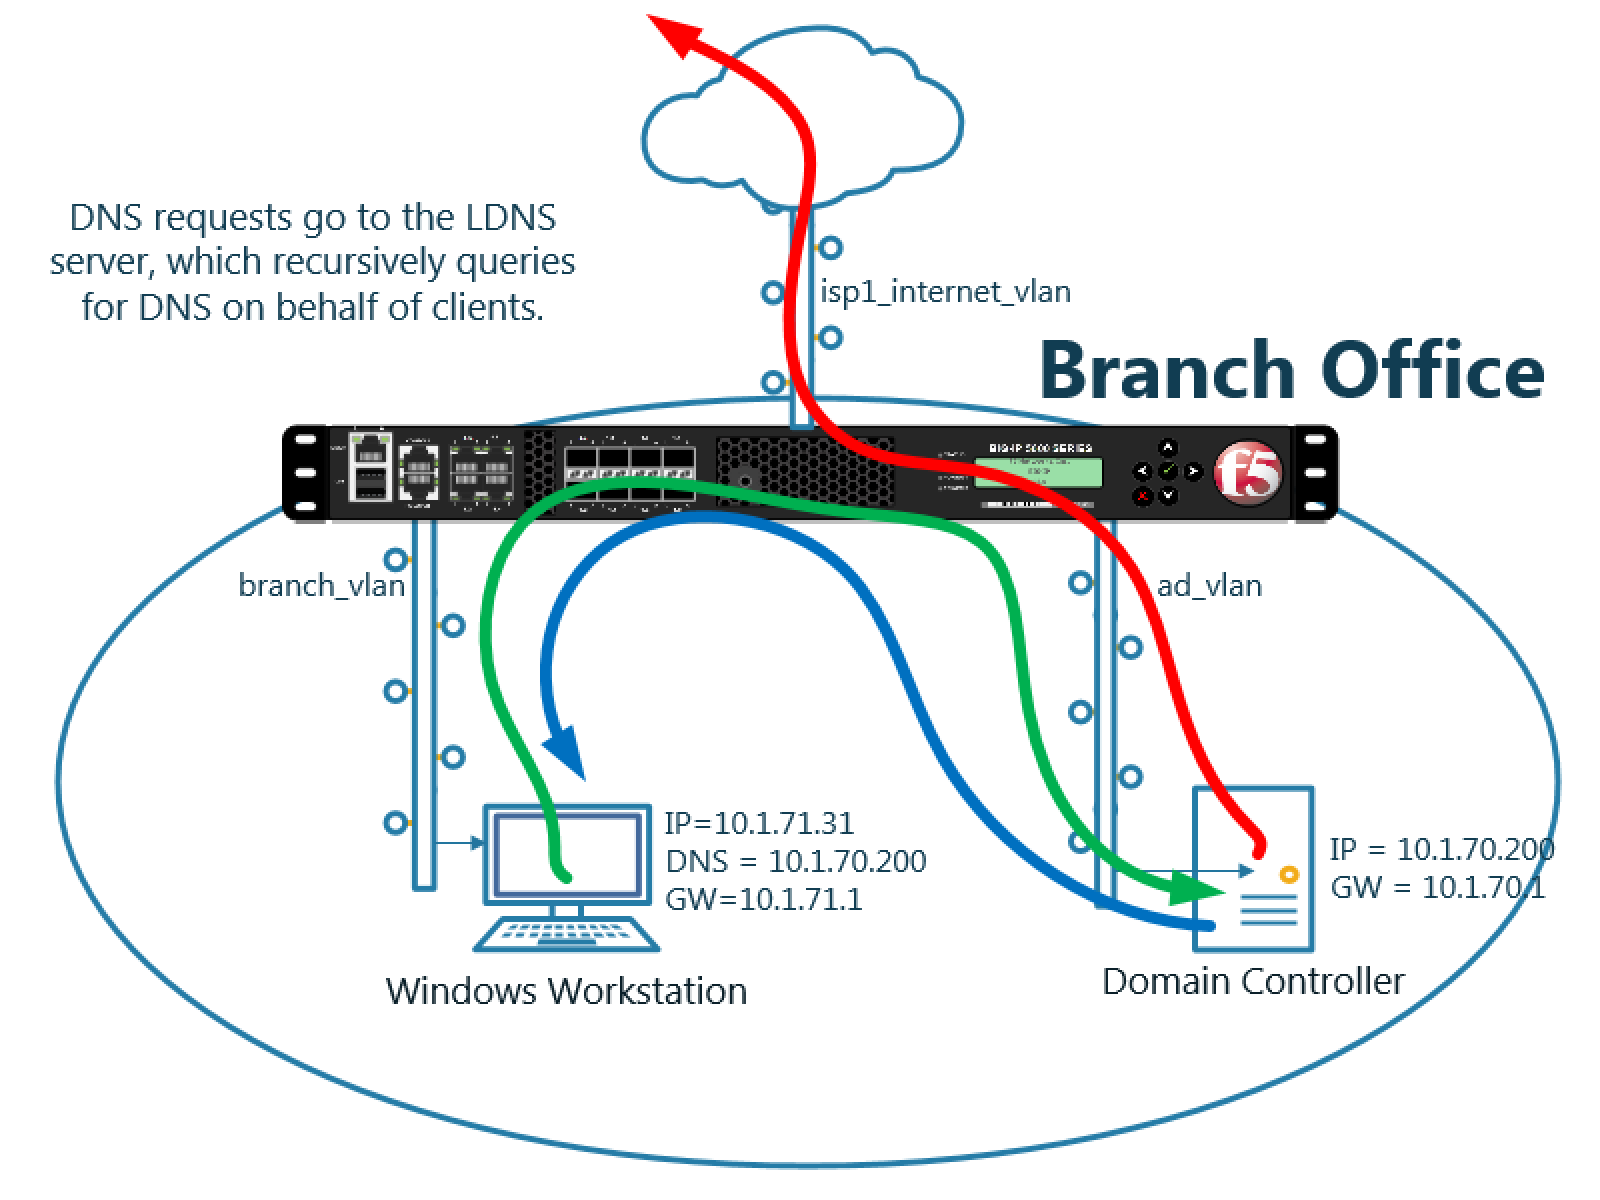 DNS requests go to the LDNS
server, which recursively queries
for DNS on behalf of clients.
isp1_internet_vlan
Branch Office
BIG-IP 5000 SERIES
f5
branch_vlan
ad_vlan
IP=10.1.71.31
DNS = 10.1.70.200
GW=10.1.71.1
IP = 10.1.70.200
GW = 10.1.70.1
Windows Workstation
Domain Controller